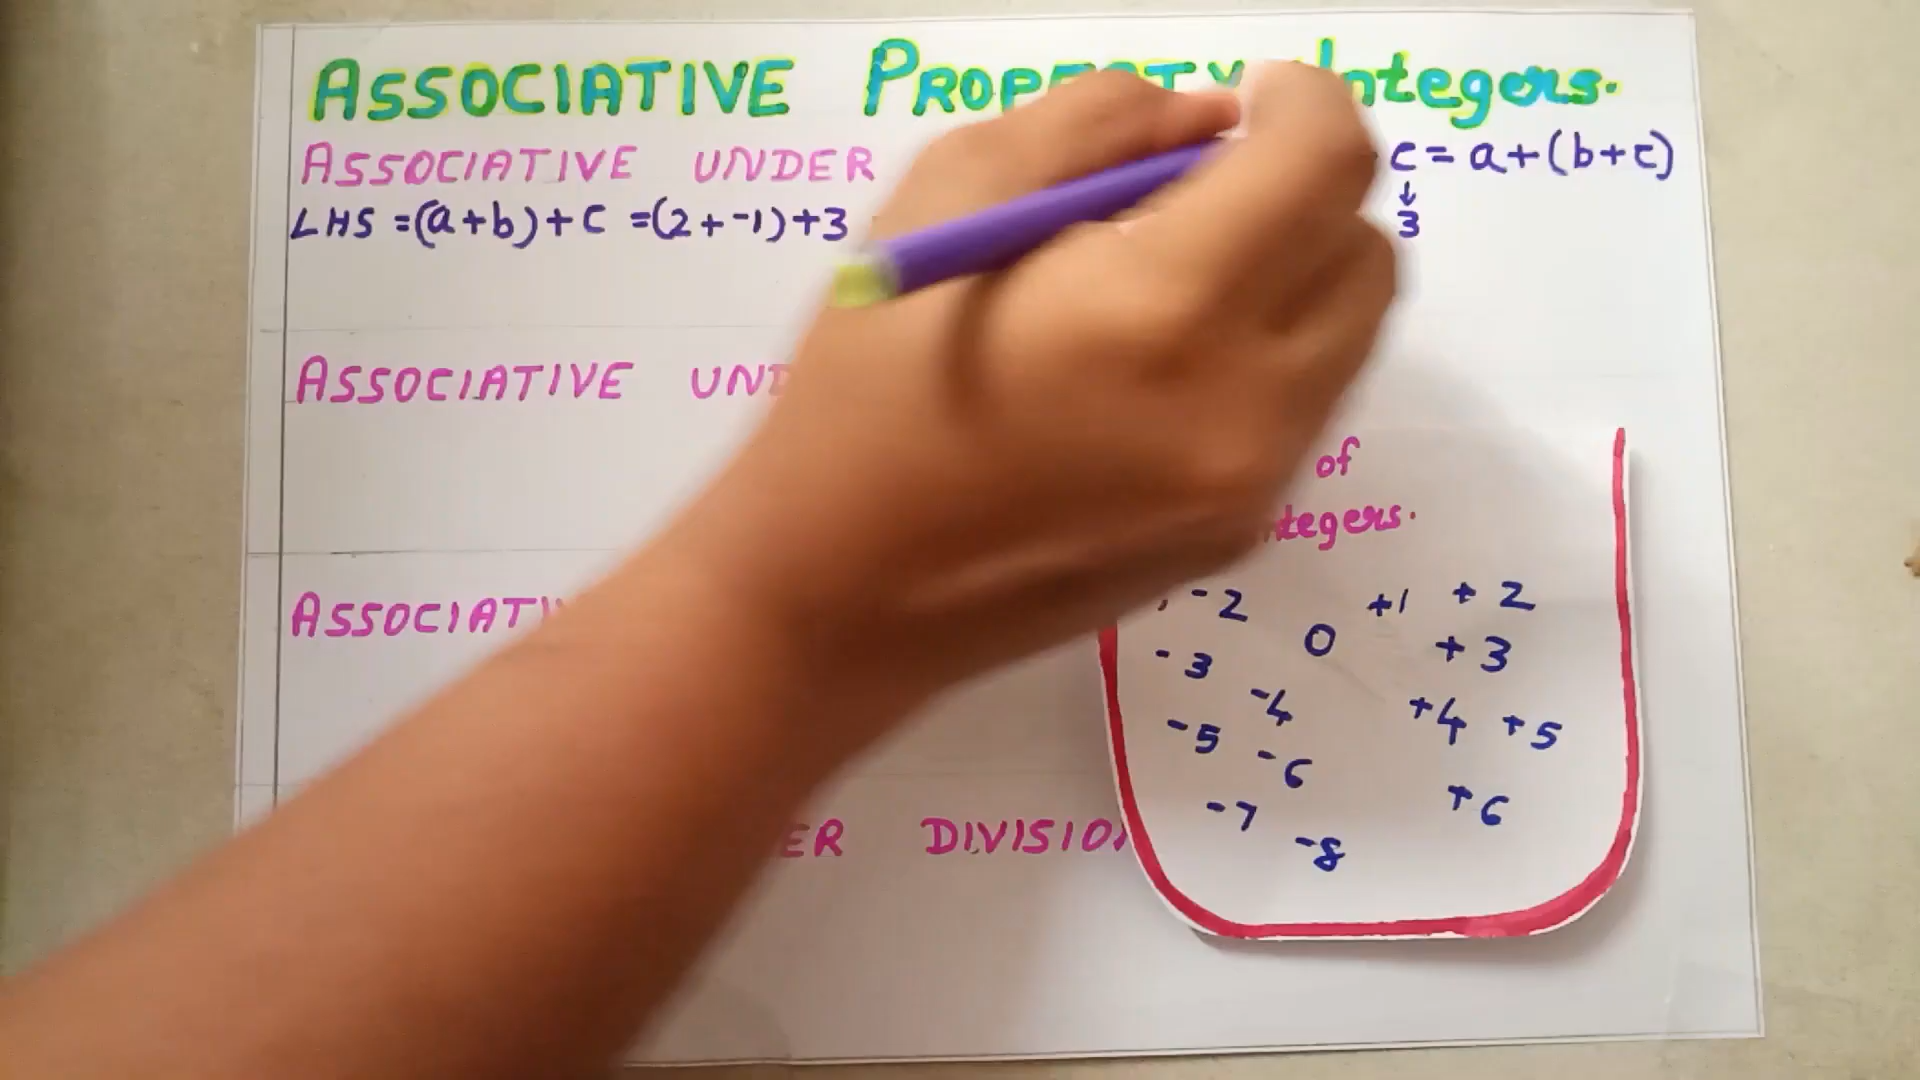 ASSOCIATIVE PROPERTY Integers.
ASSOCIATIVE UNDER c = a+(b+c)
↓
LHS =(a+b)+c =(2+-1)+3 3
ASSOCIATIVE
of
Integers.
-2 +1 +2
0 +3
-3
-4 +4 +5
-5
-6
-7 +6
-8
DIVISION